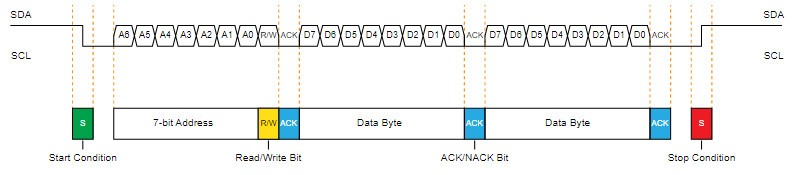 SDA SDA
A6 A5 A4 A3 A2 A1 A0 R/W ACK D7 D6 D5 D4 D3 D2 D1 D0 ACK D7 D6 D5 D4 D3 D2 D1 D0 ACK
SCL SCL
S 7-bit Address R/W ACK Data Byte ACK Data Byte ACK S
Start Condition Read/Write Bit ACK/NACK Bit Stop Condition